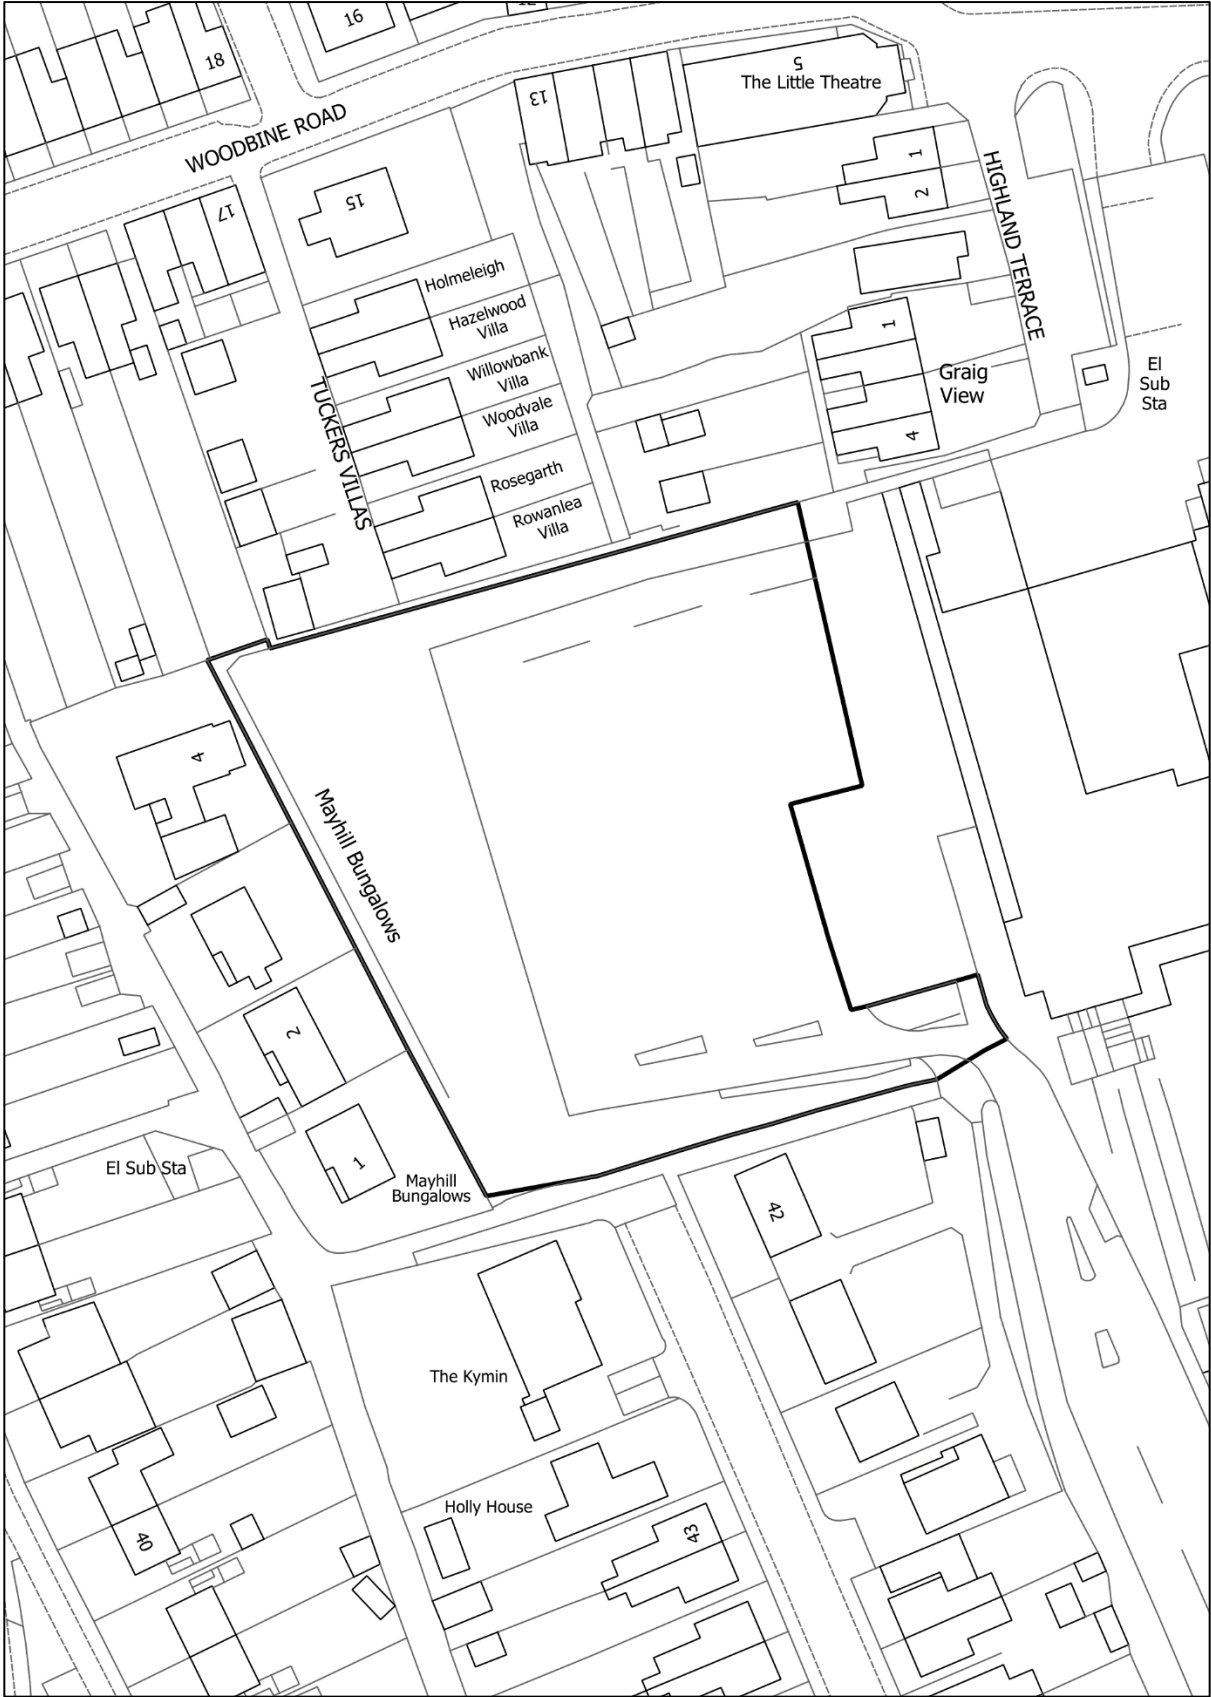 16
12
18
WOODBINE ROAD
13
5
The Little Theatre
1
2
HIGHLAND TERRACE
17
15
Holmeleigh
Hazelwood
Villa
Willowbank
Villa
Woodvale
Villa
Rosegarth
Rowanlea
Villa
TUCKERS VILLAS
1
Graig
View
4
El
Sub
Sta
4
Mayhill Bungalows
2
1
Mayhill
Bungalows
El Sub Sta
42
The Kymin
Holly House
43
40